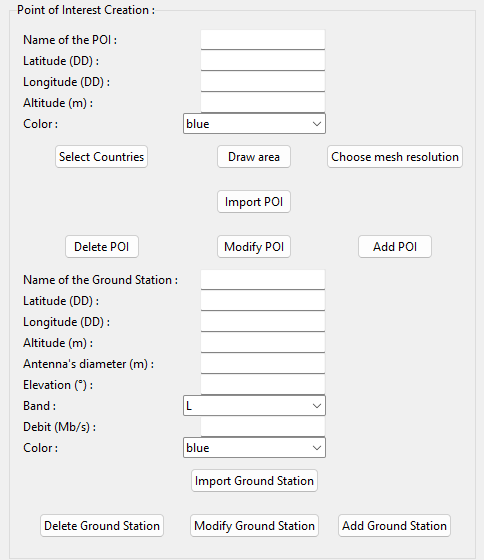 Point of Interest Creation :
Name of the POI :
Latitude (DD) :
Longitude (DD) :
Altitude (m) :
Color : blue
Select Countries Draw area Choose mesh resolution
Import POI
Delete POI Modify POI Add POI
Name of the Ground Station :
Latitude (DD) :
Longitude (DD) :
Altitude (m) :
Antenna's diameter (m) :
Elevation (°) :
Band : L
Debit (Mb/s) :
Color : blue
Import Ground Station
Delete Ground Station Modify Ground Station Add Ground Station